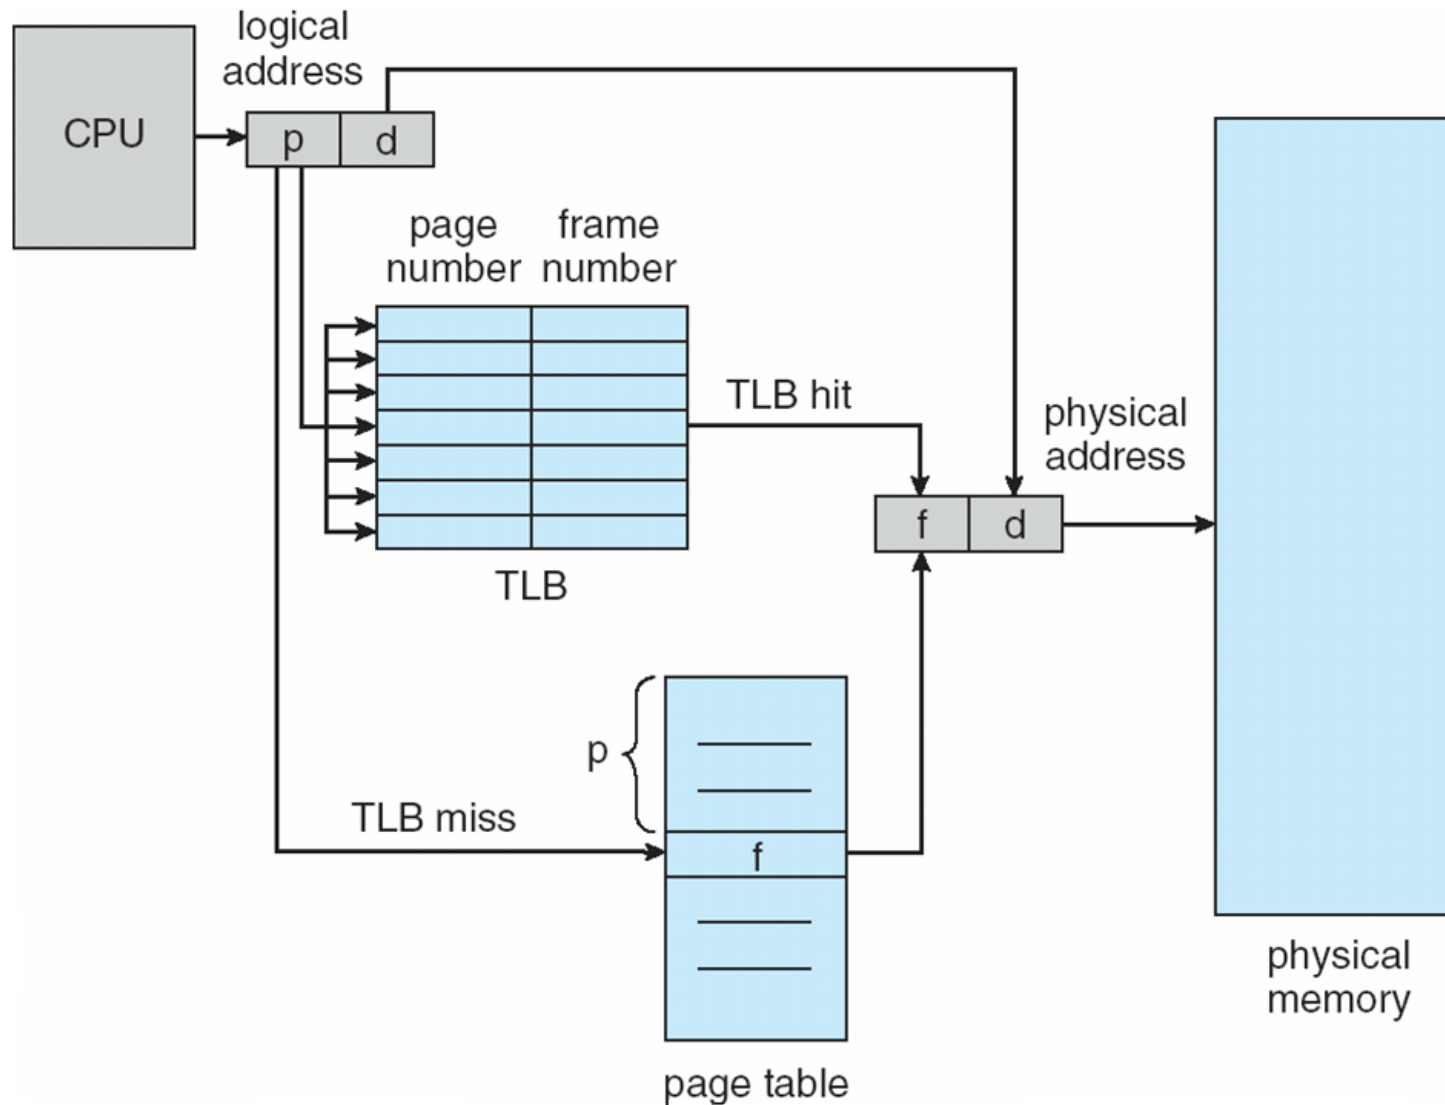 logical
address
CPU
p
d
page
number
frame
number
TLB hit
physical
address
f
d
TLB
p
TLB miss
f
physical
memory
page table